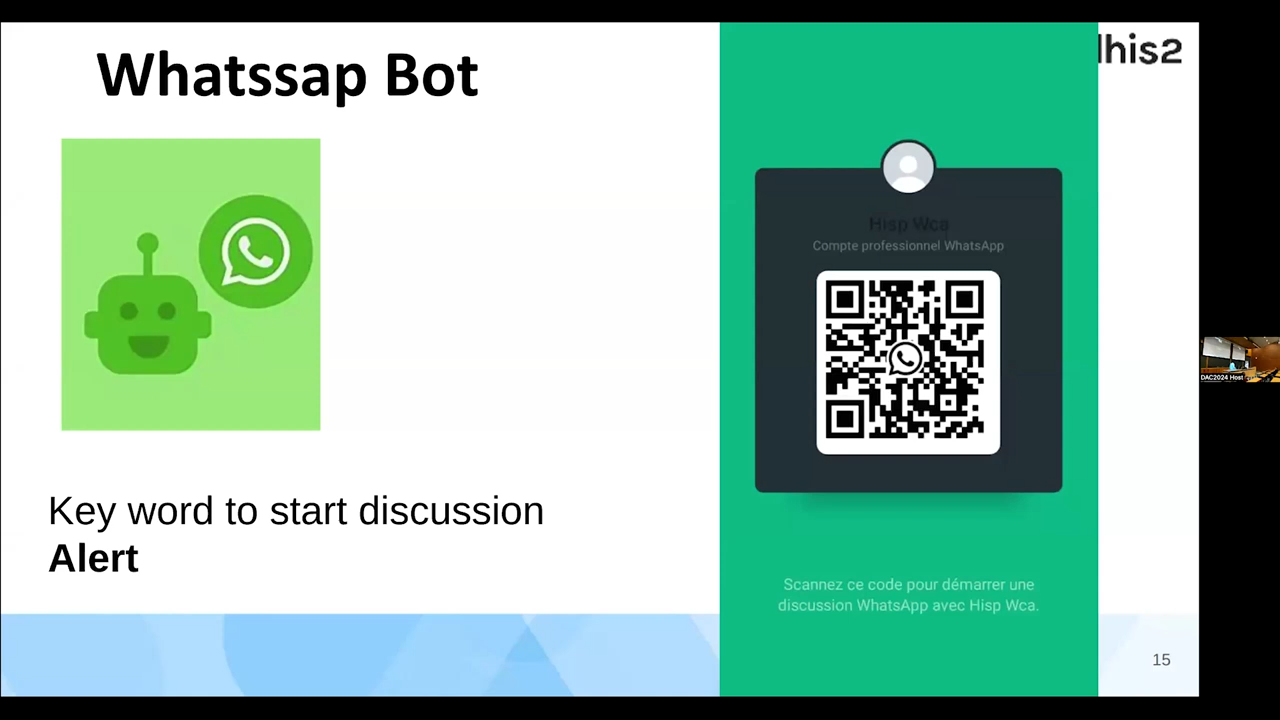 Whatssap Bot
lhis2
Hisp Wca
Compte professionnel WhatsApp
Key word to start discussion
Alert
Scannez ce code pour démarrer une
discussion WhatsApp avec Hisp Wca.
15
DAC2024 Host